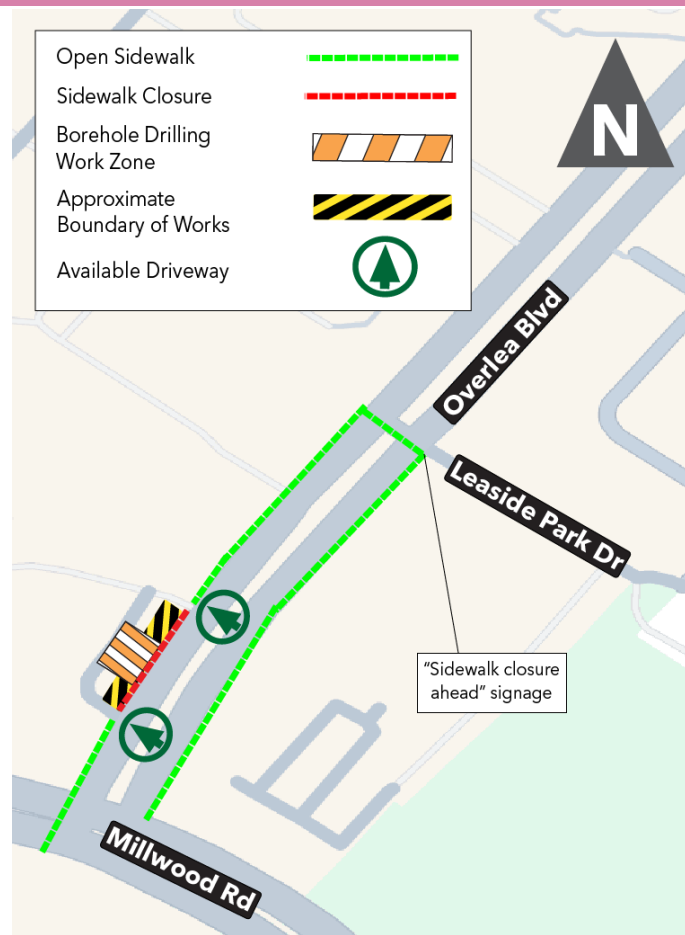 Open Sidewalk
Sidewalk Closure
Borehole Drilling
Work Zone
Approximate
Boundary of Works
Available Driveway
N
Overlea Blvd
Leaside Park Dr
“Sidewalk closure
ahead” signage
Millwood Rd